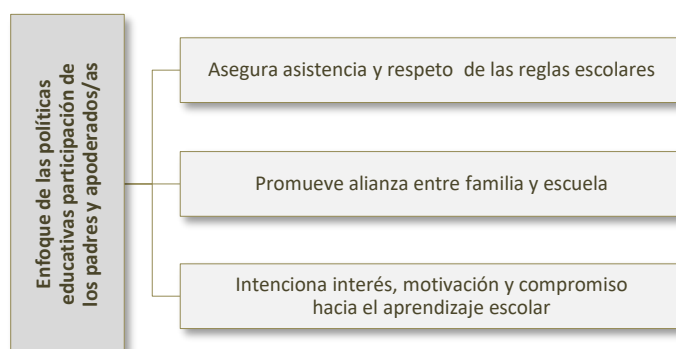 Enfoque de las políticas
educativas participación de
los padres y apoderados/as
Asegura asistencia y respeto de las reglas escolares
Promueve alianza entre familia y escuela
Intenciona interés, motivación y compromiso
hacia el aprendizaje escolar